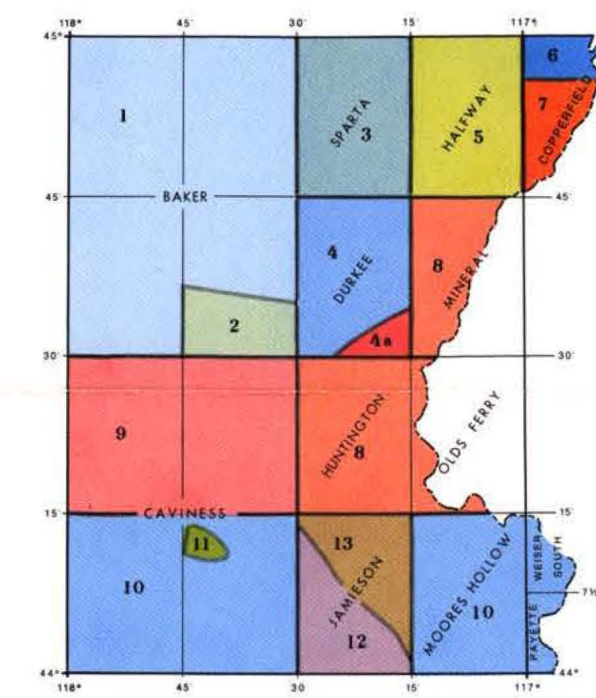 118° 45' 30' 15' 117°
45°
6
1
7
COPPERFIELD
SPARTA
3
HALFWAY
5
BAKER
45'
4
DURKEE
8
MINERAL
2
4a
30'
30'
9
HUNTINGTON
8
OLDS FERRY
CAVINESS
15'
11
13
10
JAMIESON
12
MOORES HOLLOW
10
WEISER SOUTH
PAYETTE
7½
44°
44°
118° 45' 30' 15' 117°